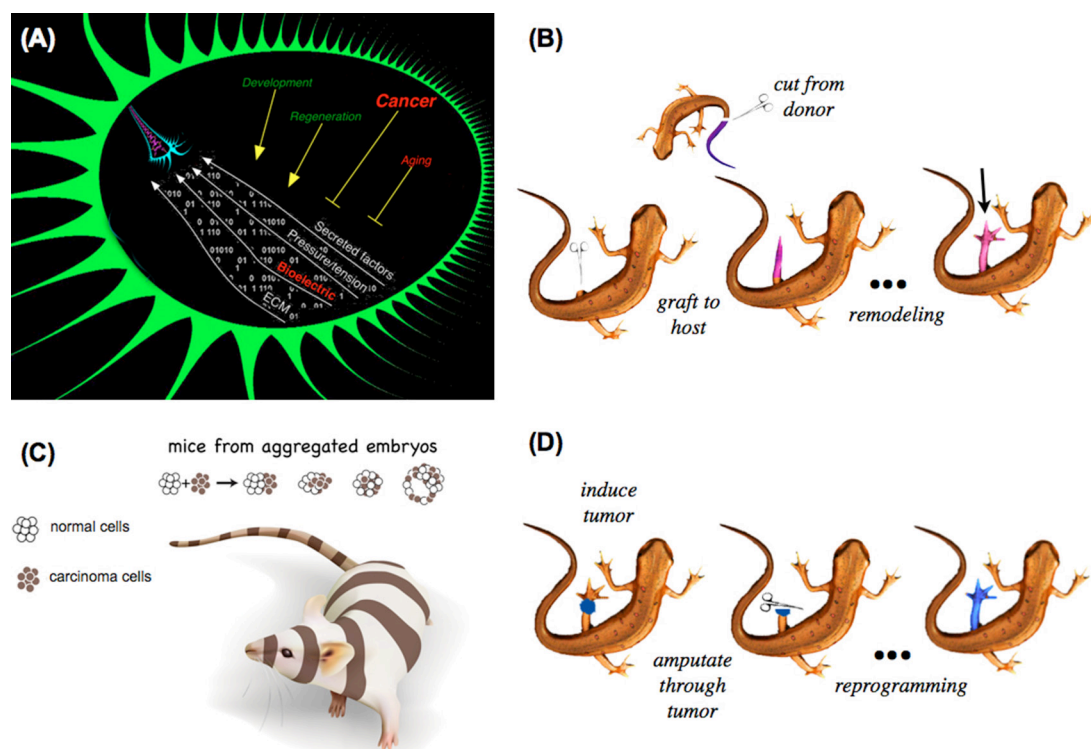 (A)
Development
Regeneration
Cancer
Aging
Secreted factors
Pressure/tension
Bioelectric
ECM
(B)
cut from
donor
graft to
host
remodeling
(C)
mice from aggregated embryos
normal cells
carcinoma cells
(D)
induce
tumor
amputate
through
tumor
reprogramming